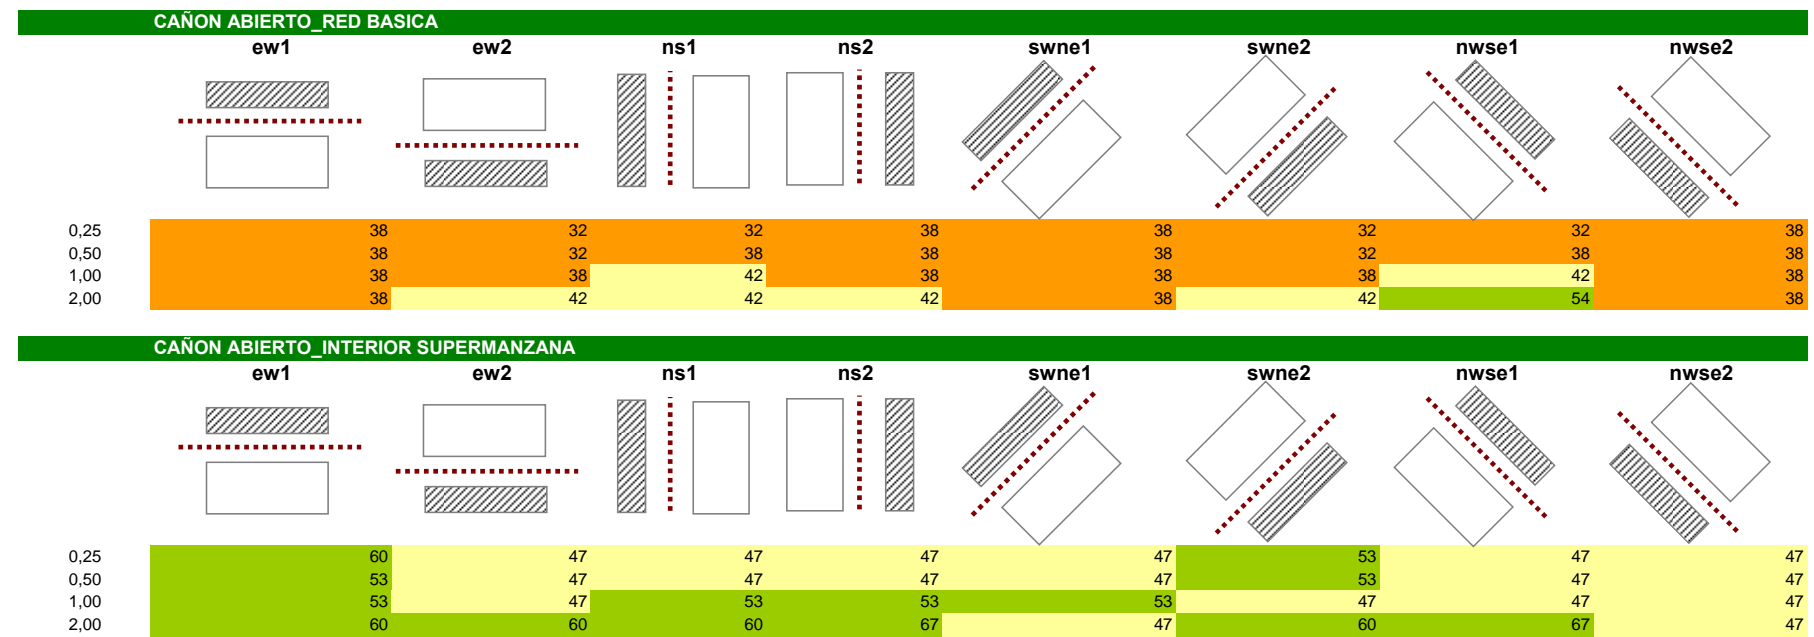 CAÑON ABIERTO_RED BASICA
ew1 ew2 ns1 ns2 swne1 swne2 nwse1 nwse2
0,25 38 32 32 38 38 32 32 38
0,50 38 32 38 38 38 32 38 38
1,00 38 38 42 38 38 38 42 38
2,00 38 42 42 42 38 42 54 38
CAÑON ABIERTO_INTERIOR SUPERMANZANA
ew1 ew2 ns1 ns2 swne1 swne2 nwse1 nwse2
0,25 60 47 47 47 47 53 47 47
0,50 53 47 47 47 47 53 47 47
1,00 53 47 53 53 53 47 47 47
2,00 60 60 60 67 47 60 67 47